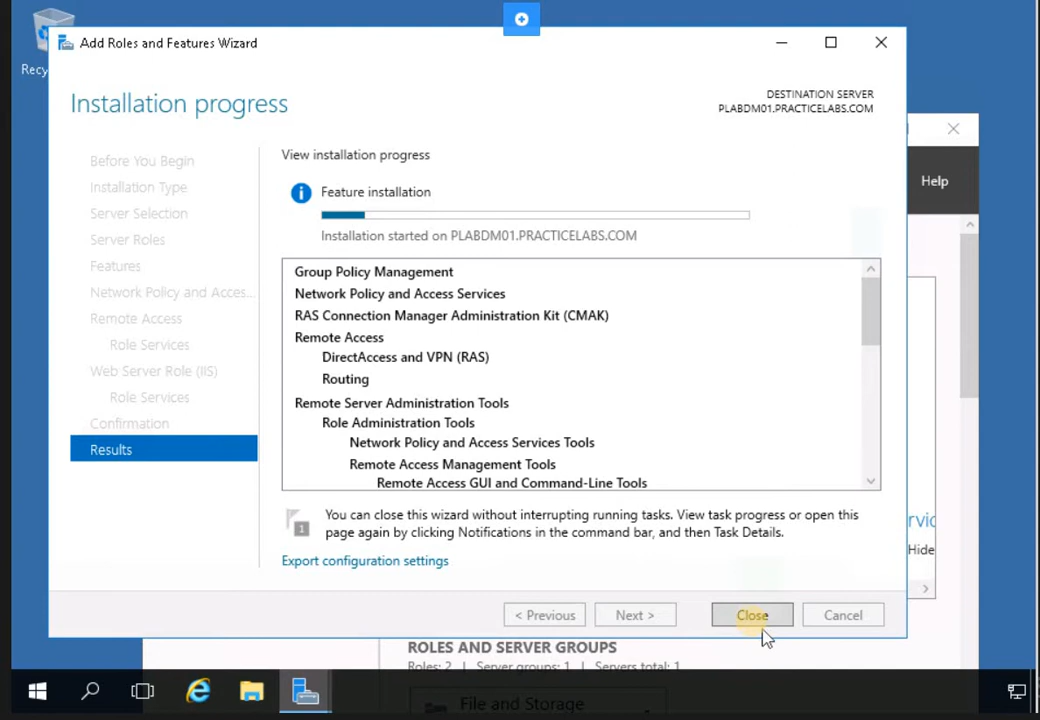 Recy
Add Roles and Features Wizard
Installation progress
DESTINATION SERVER
PLABDM01.PRACTICELABS.COM
Help
Before You Begin
Installation Type
Server Selection
Server Roles
Features
Network Policy and Acces...
Remote Access
Role Services
Web Server Role (IIS)
Role Services
Confirmation
Results
View installation progress
Feature installation
Installation started on PLABDM01.PRACTICELABS.COM
Group Policy Management
Network Policy and Access Services
RAS Connection Manager Administration Kit (CMAK)
Remote Access
DirectAccess and VPN (RAS)
Routing
Remote Server Administration Tools
Role Administration Tools
Network Policy and Access Services Tools
Remote Access Management Tools
Remote Access GUI and Command-Line Tools
1
You can close this wizard without interrupting running tasks. View task progress or open this
page again by clicking Notifications in the command bar, and then Task Details.
Export configuration settings
rvic
Hide
< Previous
Next >
Close
Cancel
ROLES AND SERVER GROUPS
Roles: 2 | Server groups: 1 | Servers total: 1
File and Storage